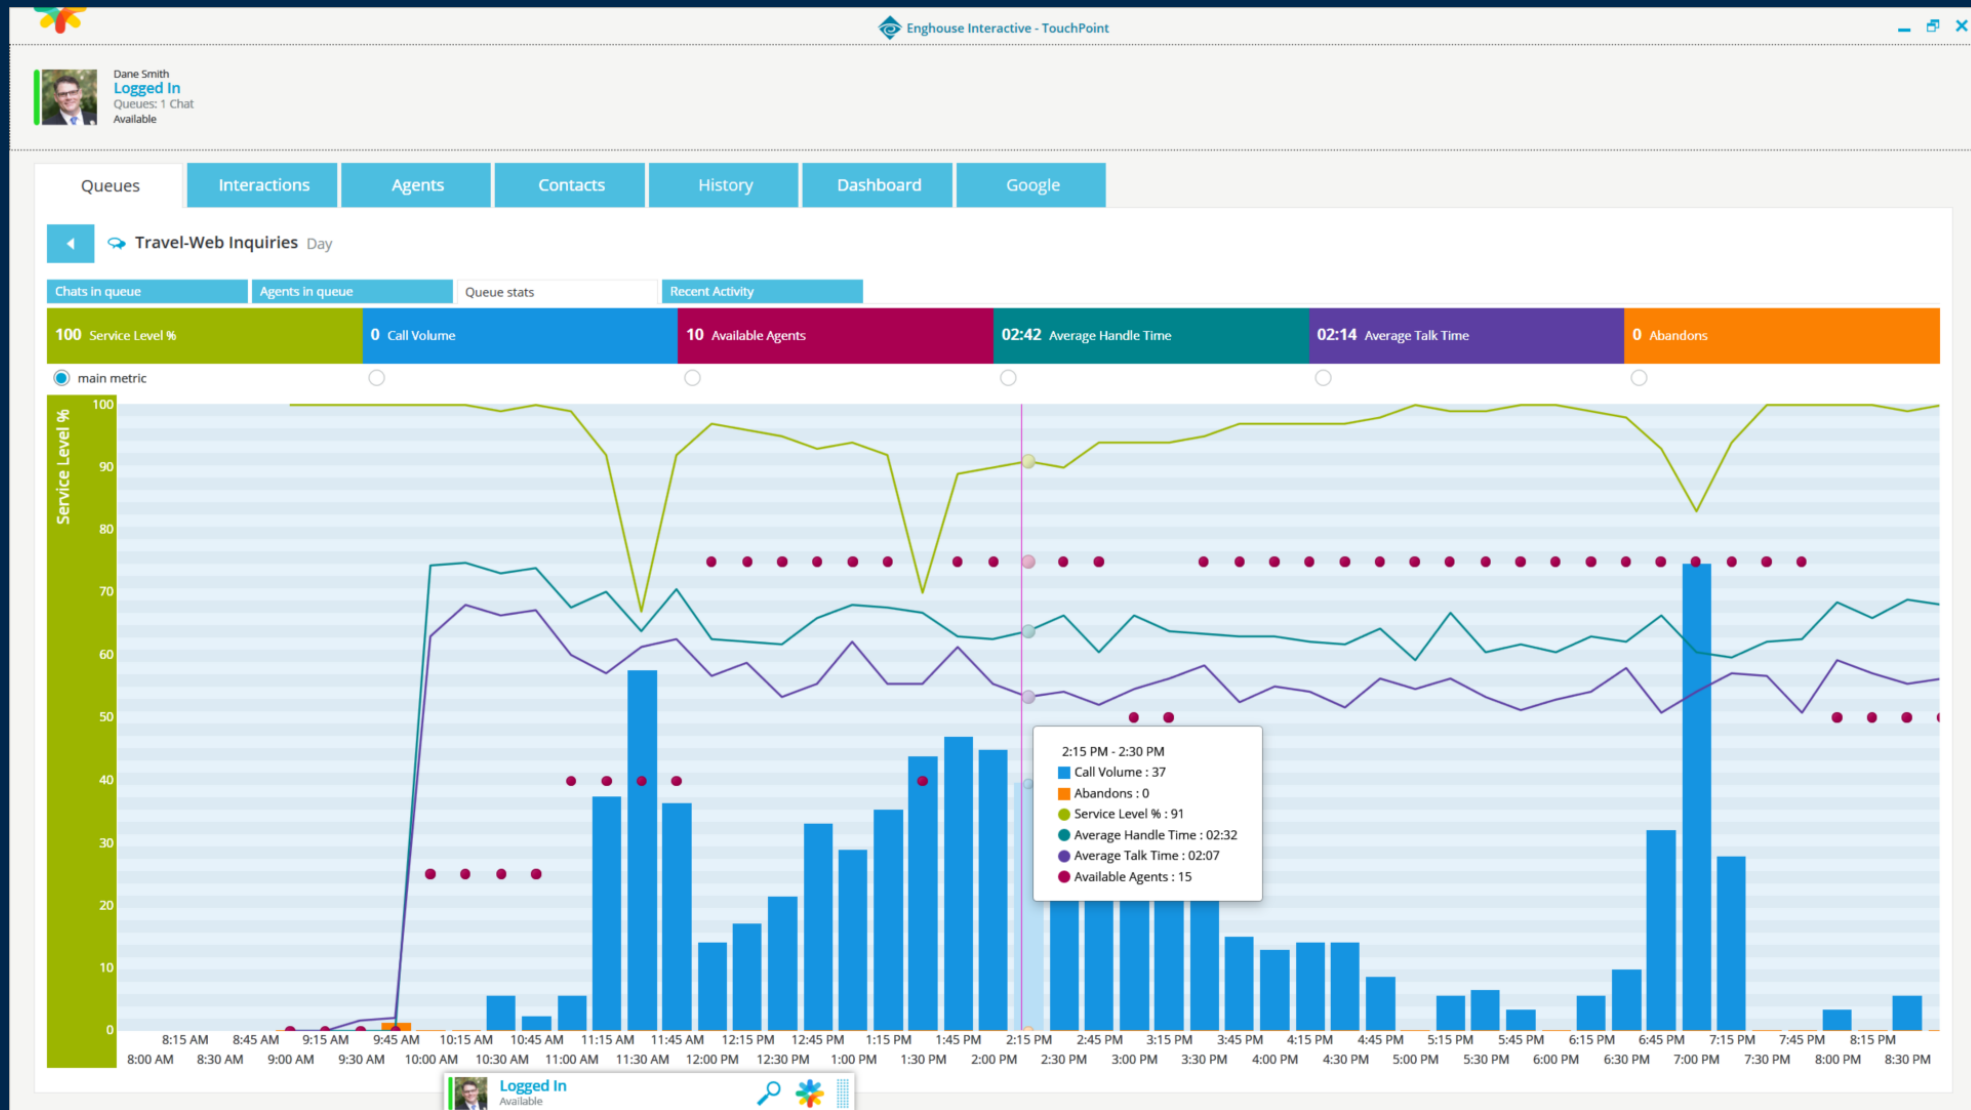 Enghouse Interactive - TouchPoint
Dane Smith
Logged In
Queues: 1 Chat
Available
Queues Interactions Agents Contacts History Dashboard Google
Travel-Web Inquiries Day
Chats in queue Agents in queue Queue stats Recent Activity
100 Service Level % 0 Call Volume 10 Available Agents 02:42 Average Handle Time 02:14 Average Talk Time 0 Abandons
main metric
Service Level %
100
90
80
70
60
50
40
30
20
10
0
2:15 PM - 2:30 PM
Call Volume : 37
Abandons : 0
Service Level % : 91
Average Handle Time : 02:32
Average Talk Time : 02:07
Available Agents : 15
8:15 AM 8:45 AM 9:15 AM 9:45 AM 10:15 AM 10:45 AM 11:15 AM 11:45 AM 12:15 PM 12:45 PM 1:15 PM 1:45 PM 2:15 PM 2:45 PM 3:15 PM 3:45 PM 4:15 PM 4:45 PM 5:15 PM 5:45 PM 6:15 PM 6:45 PM 7:15 PM 7:45 PM 8:15 PM
8:00 AM 8:30 AM 9:00 AM 9:30 AM 10:00 AM 10:30 AM 11:00 AM 11:30 AM 12:00 PM 12:30 PM 1:00 PM 1:30 PM 2:00 PM 2:30 PM 3:00 PM 3:30 PM 4:00 PM 4:30 PM 5:00 PM 5:30 PM 6:00 PM 6:30 PM 7:00 PM 7:30 PM 8:00 PM 8:30 PM
Logged In
Available